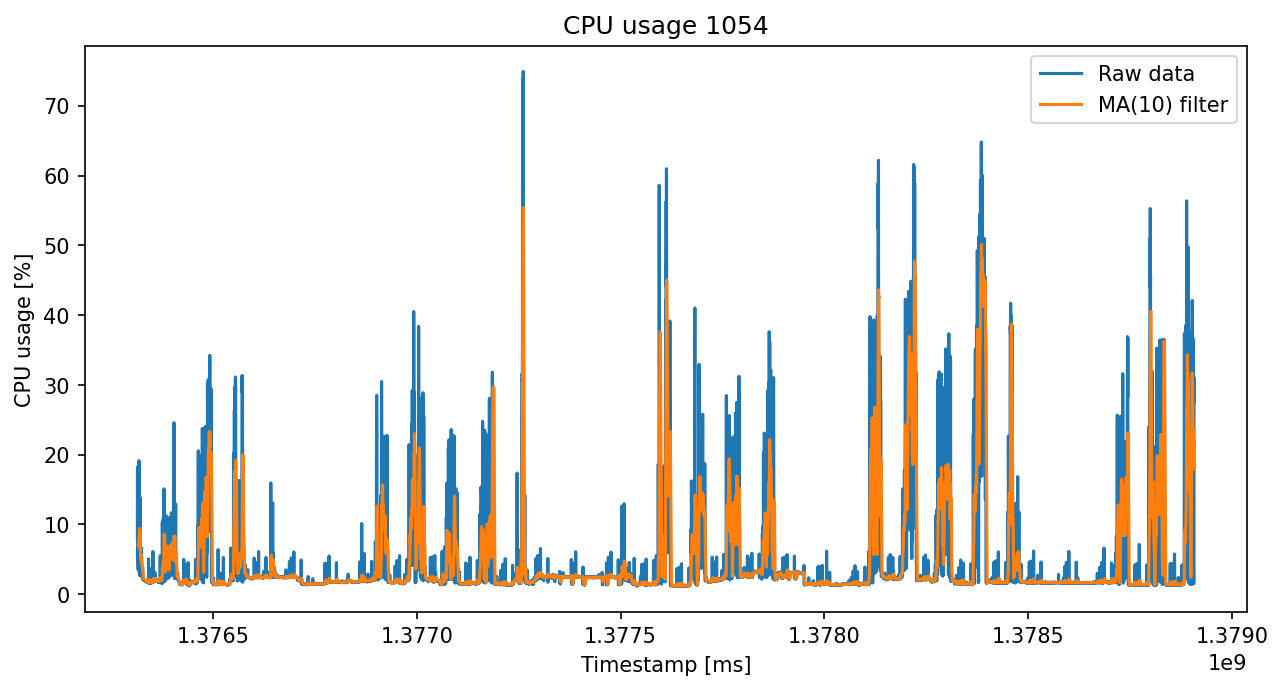 CPU usage 1054
Raw data
MA(10) filter
CPU usage [%]
70
60
50
40
30
20
10
0
1.3765 1.3770 1.3775 1.3780 1.3785 1.3790
1e9
Timestamp [ms]